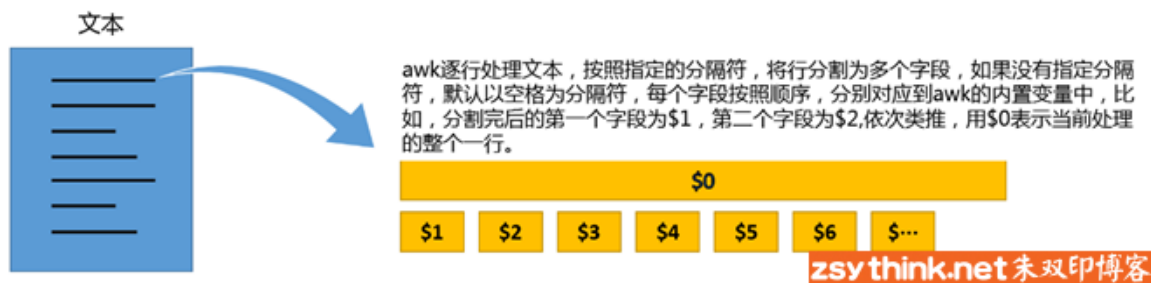 文本
awk逐行处理文本，按照指定的分隔符，将行分割为多个字段，如果没有指定分隔
符，默认以空格为分隔符，每个字段按照顺序，分别对应到awk的内置变量中，比
如，分割完后的第一个字段为$1，第二个字段为$2,依次类推，用$0表示当前处理
的整个一行。
$0
$1 $2 $3 $4 $5 $6 $…
zsythink.net朱双印博客